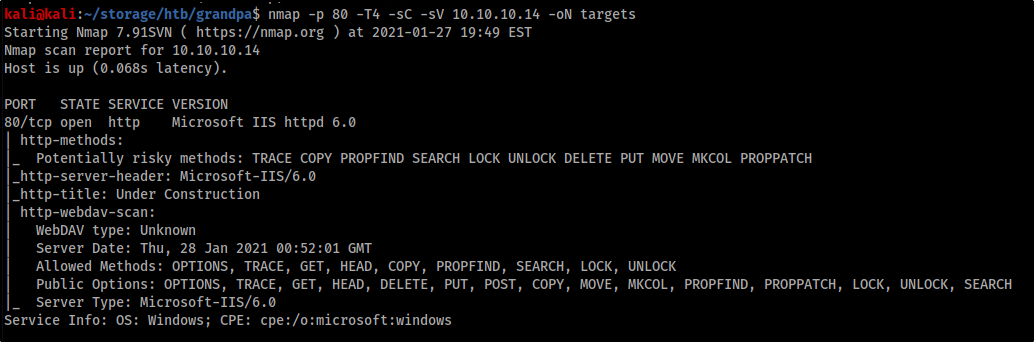 kali@kali:~/storage/htb/grandpa$ nmap -p 80 -T4 -sC -sV 10.10.10.14 -oN targets
Starting Nmap 7.91SVN ( https://nmap.org ) at 2021-01-27 19:49 EST
Nmap scan report for 10.10.10.14
Host is up (0.068s latency).
PORT   STATE SERVICE VERSION
80/tcp open  http    Microsoft IIS httpd 6.0
| http-methods:
|_  Potentially risky methods: TRACE COPY PROPFIND SEARCH LOCK UNLOCK DELETE PUT MOVE MKCOL PROPPATCH
|_http-server-header: Microsoft-IIS/6.0
|_http-title: Under Construction
| http-webdav-scan:
|   WebDAV type: Unknown
|   Server Date: Thu, 28 Jan 2021 00:52:01 GMT
|   Allowed Methods: OPTIONS, TRACE, GET, HEAD, COPY, PROPFIND, SEARCH, LOCK, UNLOCK
|   Public Options: OPTIONS, TRACE, GET, HEAD, DELETE, PUT, POST, COPY, MOVE, MKCOL, PROPFIND, PROPPATCH, LOCK, UNLOCK, SEARCH
|_  Server Type: Microsoft-IIS/6.0
Service Info: OS: Windows; CPE: cpe:/o:microsoft:windows